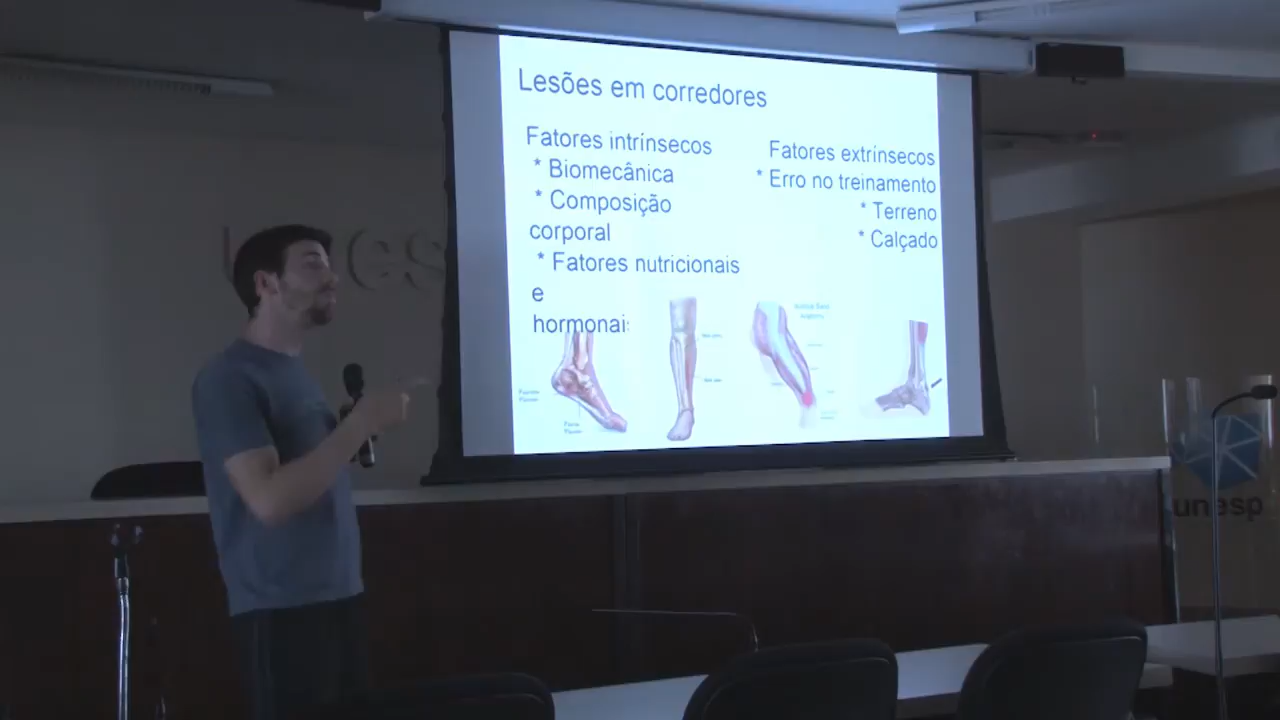 Lesões em corredores
Fatores intrínsecos
* Biomecânica
* Composição
corporal
* Fatores nutricionais
e
hormonais
Fatores extrínsecos
* Erro no treinamento
* Terreno
* Calçado
unesp